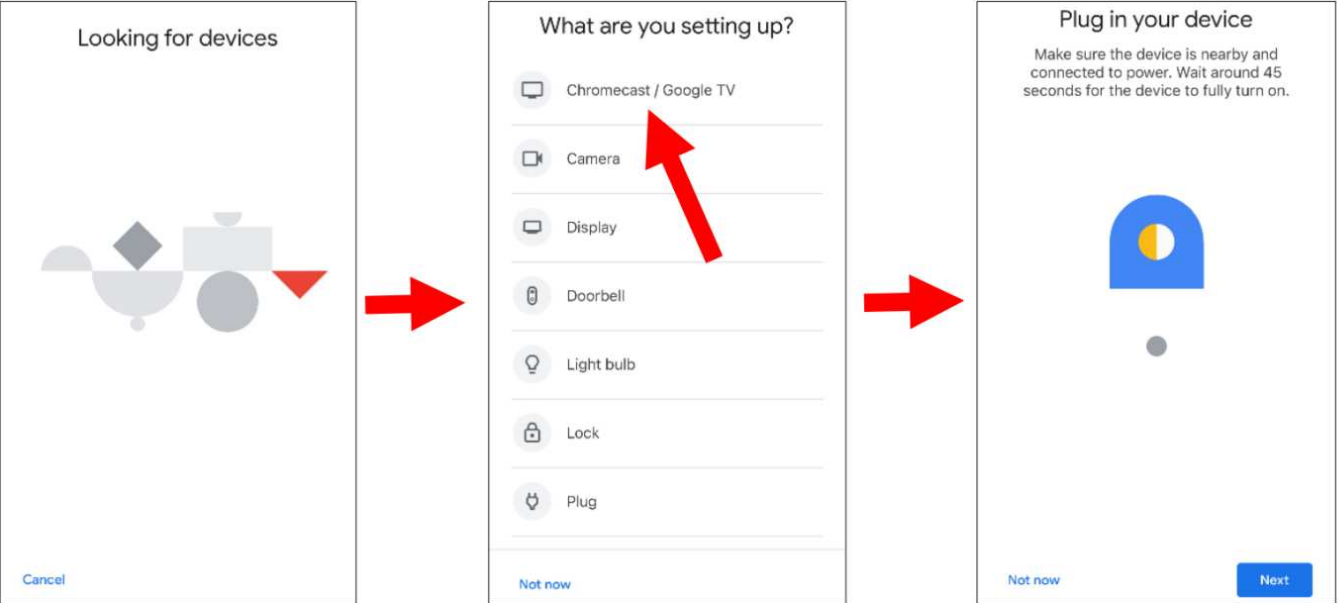 Looking for devices
Cancel
What are you setting up?
Chromecast / Google TV
Camera
Display
Doorbell
Light bulb
Lock
Plug
Not now
Plug in your device
Make sure the device is nearby and
connected to power. Wait around 45
seconds for the device to fully turn on.
Not now
Next